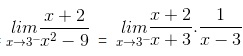 = lim x→3⁻ (x + 2)/(x² − 9) = lim x→3⁻ (x + 2)/(x + 3) · 1/(x − 3)